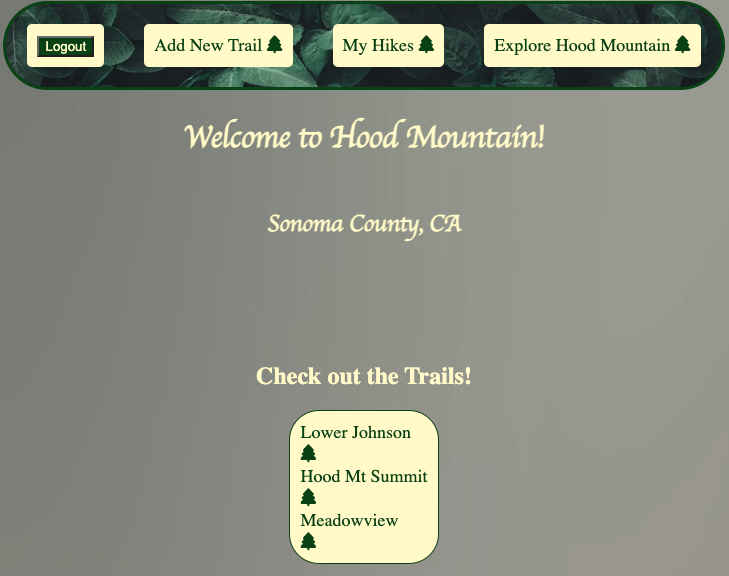 Logout
Add New Trail
My Hikes
Explore Hood Mountain
Welcome to Hood Mountain!
Sonoma County, CA
Check out the Trails!
Lower Johnson
Hood Mt Summit
Meadowview